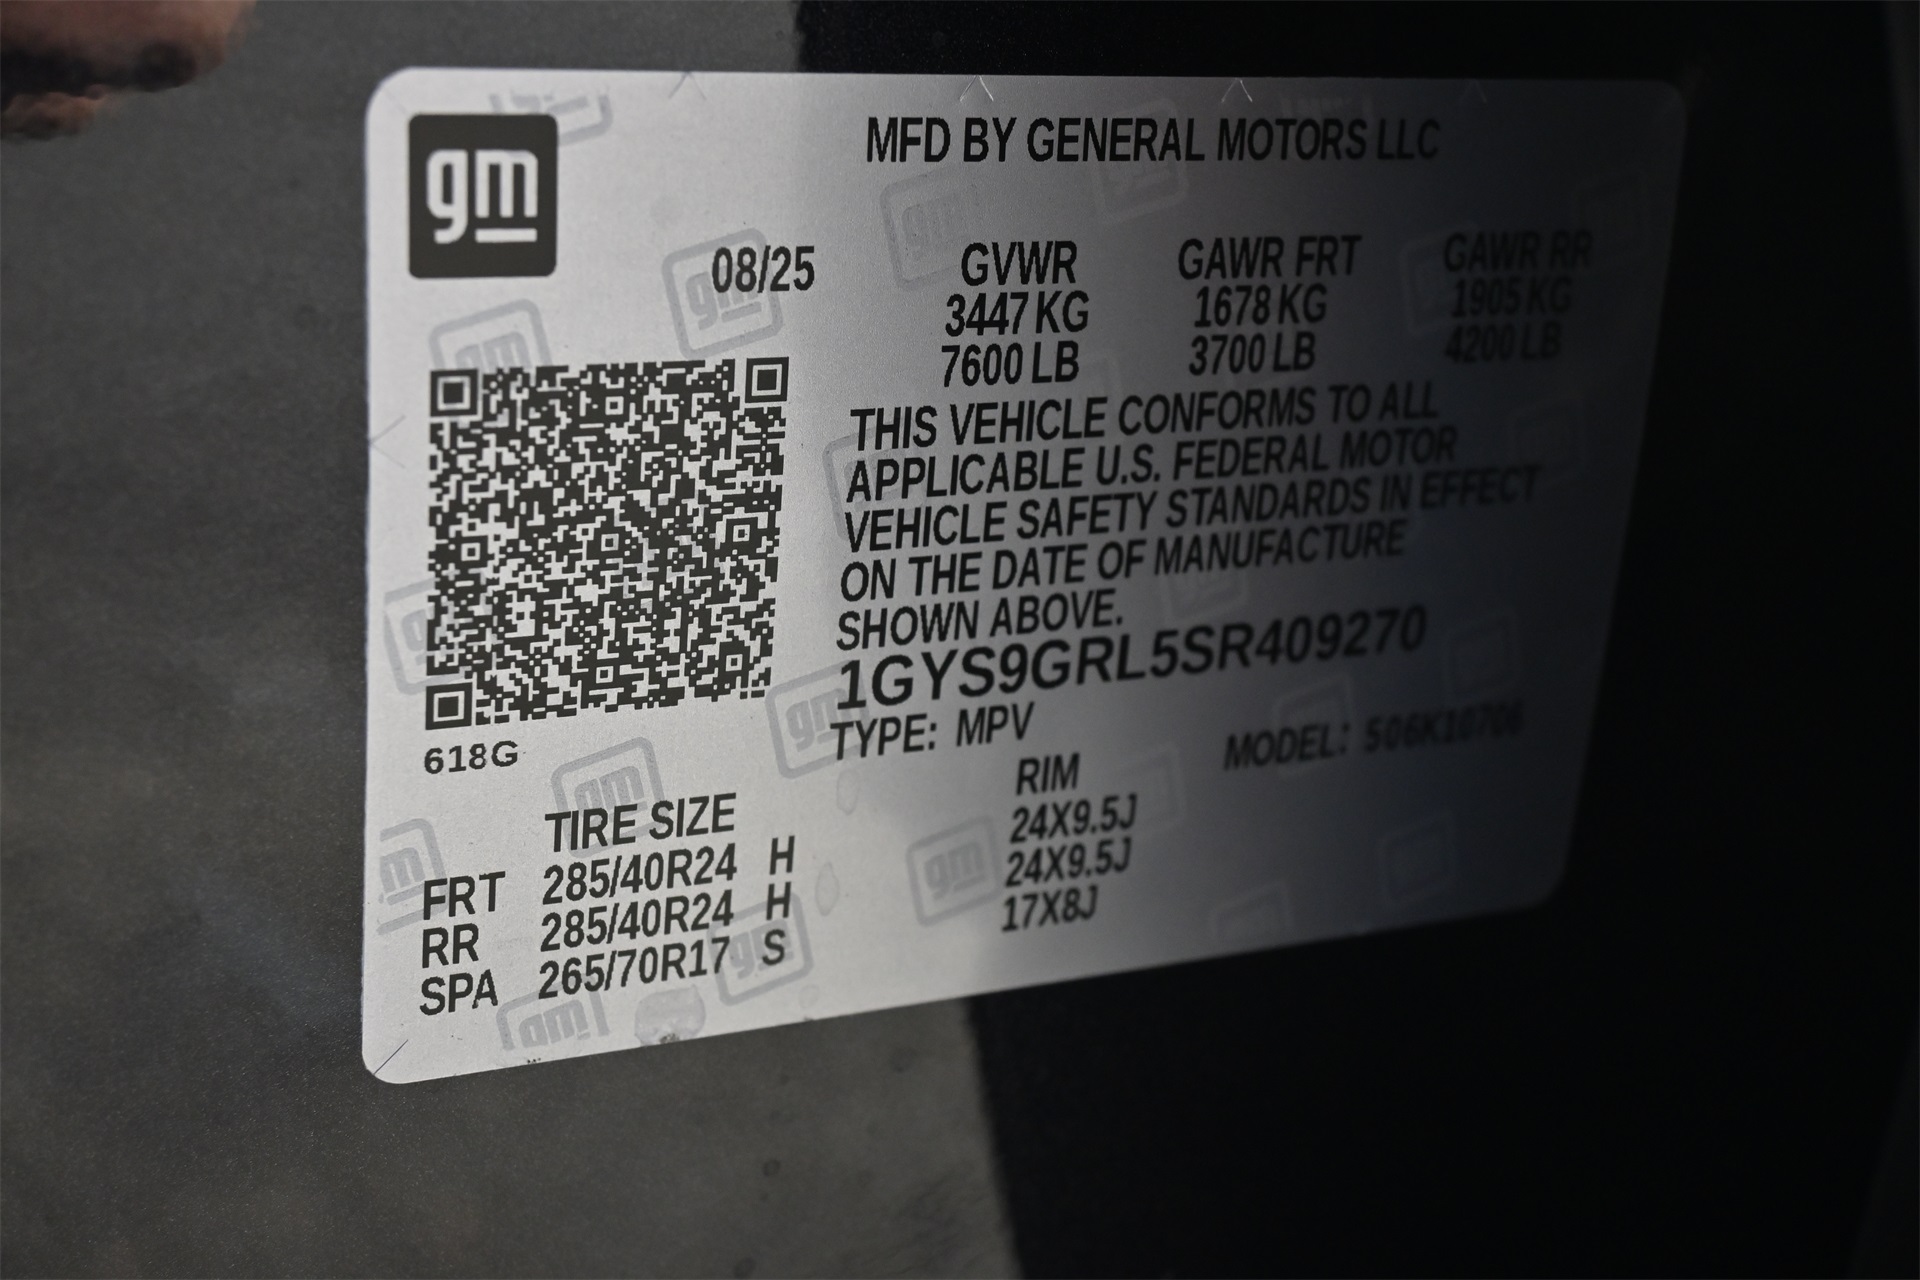 gm
MFD BY GENERAL MOTORS LLC
08/25
GVWR GAWR FRT GAWR RR
3447 KG 1678 KG 1905 KG
7600 LB 3700 LB 4200 LB
THIS VEHICLE CONFORMS TO ALL
APPLICABLE U.S. FEDERAL MOTOR
VEHICLE SAFETY STANDARDS IN EFFECT
ON THE DATE OF MANUFACTURE
SHOWN ABOVE.
1GYS9GRL5SR409270
TYPE: MPV MODEL: 506K10706
618G
TIRE SIZE RIM
FRT 285/40R24 H 24X9.5J
RR 285/40R24 H 24X9.5J
SPA 265/70R17 S 17X8J